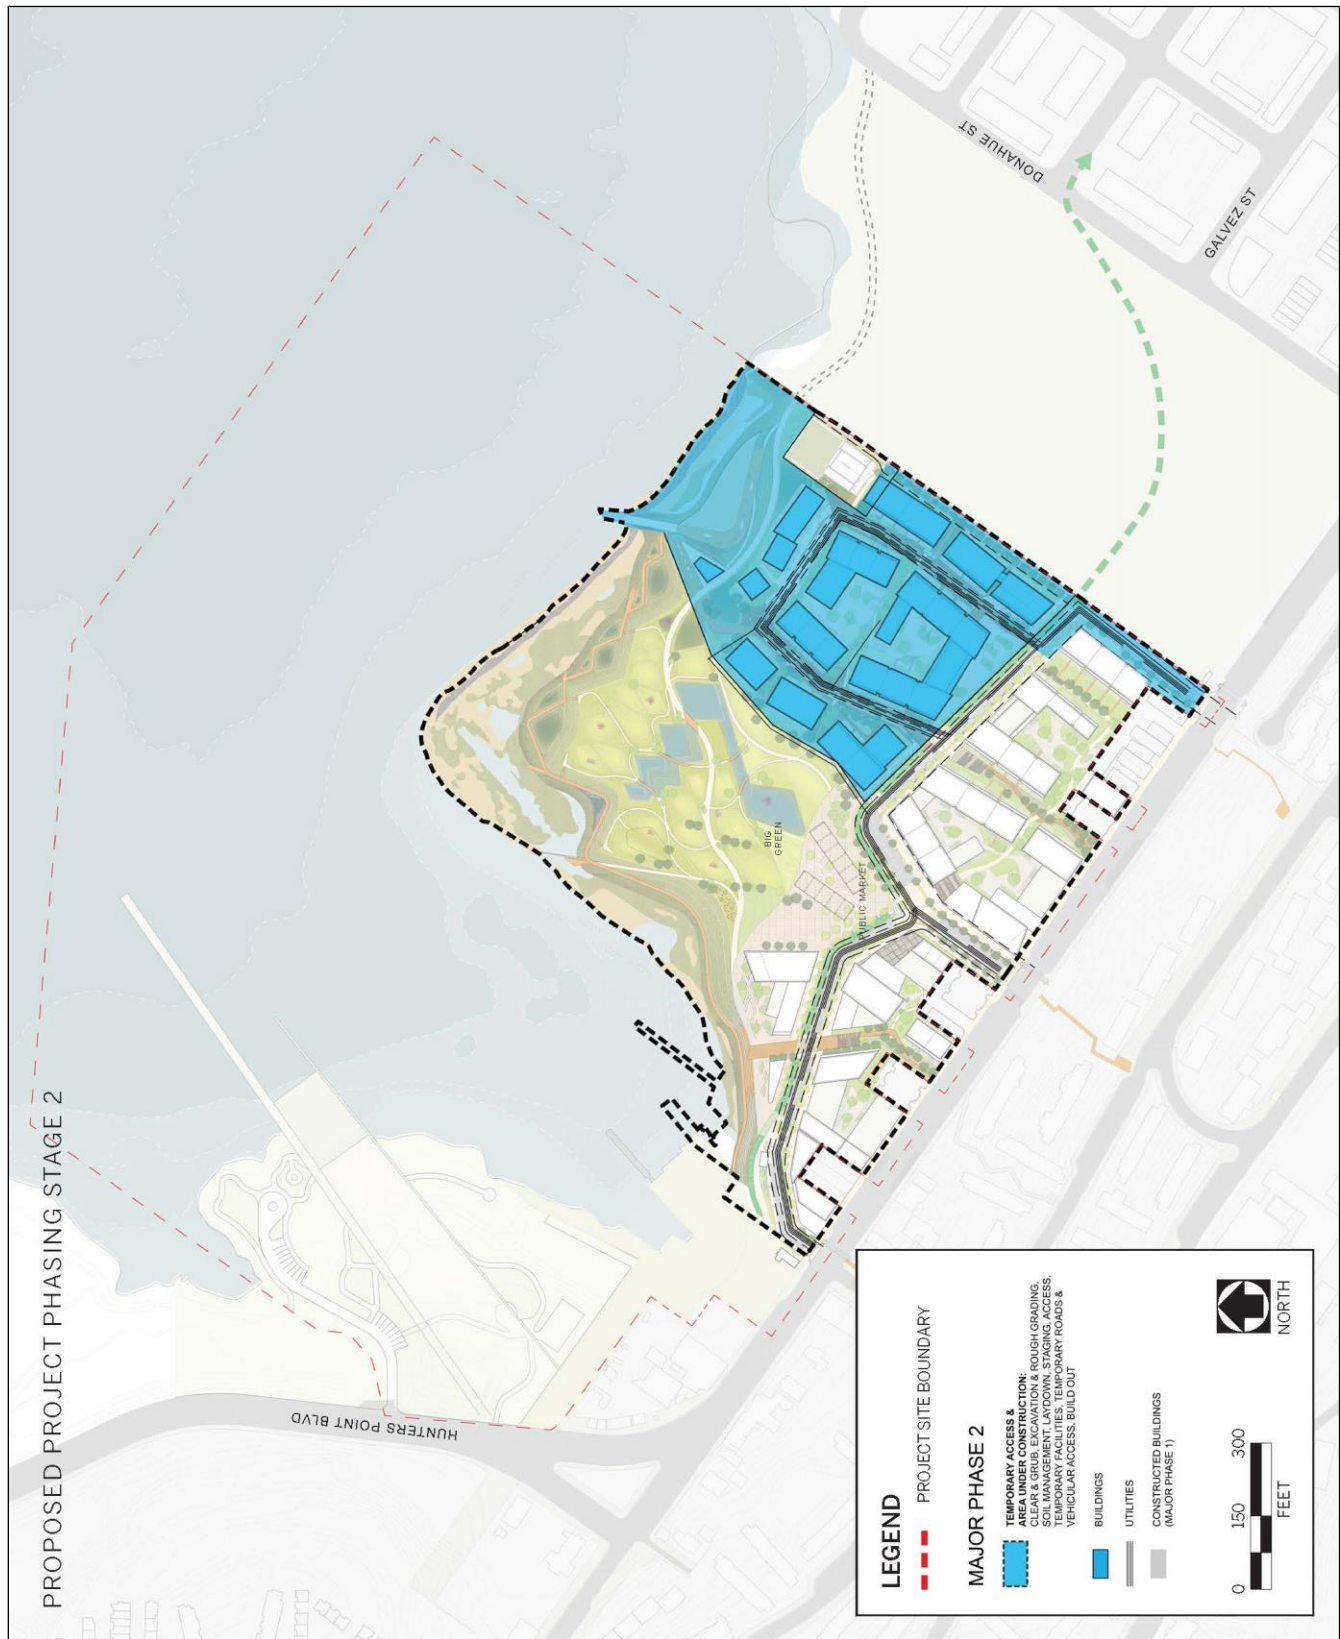 PROPOSED PROJECT PHASING STAGE 2
HUNTERS POINT BLVD
DONAHUE ST
GALVEZ ST
BIG
GREEN
PUBLIC MARKET
LEGEND
PROJECT SITE BOUNDARY
MAJOR PHASE 2
TEMPORARY ACCESS &
AREA UNDER CONSTRUCTION:
CLEAR & GRUB, EXCAVATION & ROUGH GRADING,
SOIL MANAGEMENT, LAYDOWN, STAGING, ACCESS,
TEMPORARY FACILITIES, TEMPORARY ROADS &
VEHICULAR ACCESS, BUILD OUT
BUILDINGS
UTILITIES
CONSTRUCTED BUILDINGS
(MAJOR PHASE 1)
0 150 300
FEET
NORTH